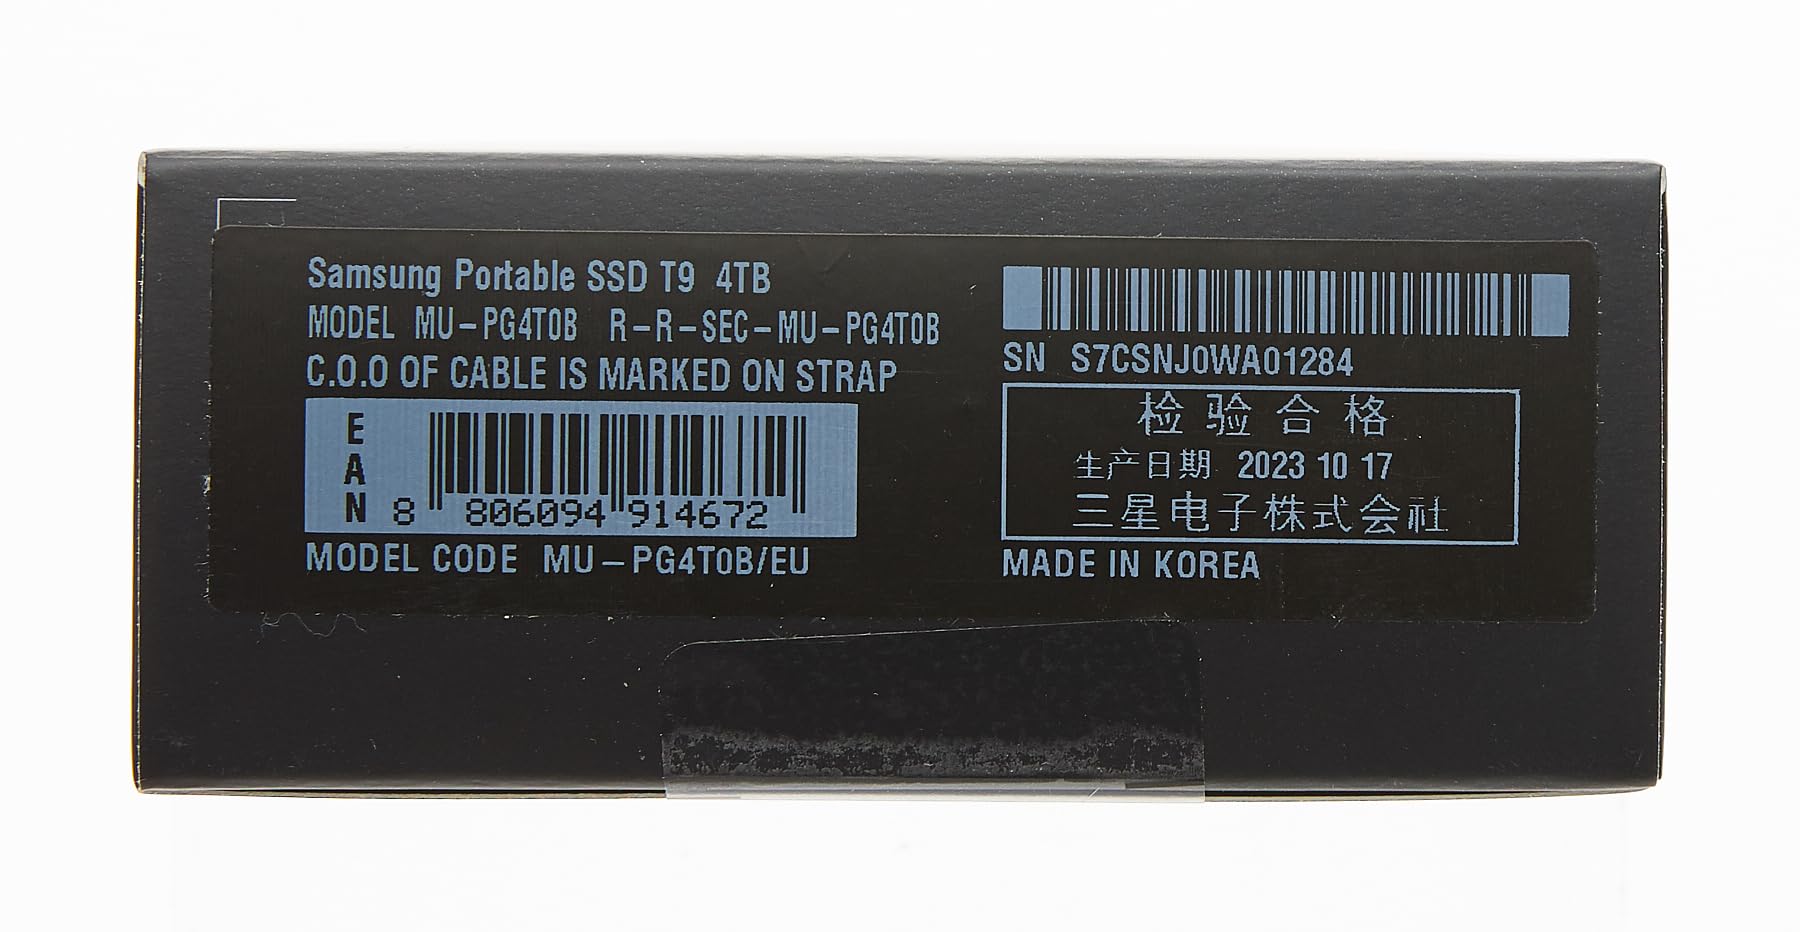 Samsung Portable SSD T9 4TB
MODEL MU-PG4T0B R-R-SEC-MU-PG4T0B
C.O.O OF CABLE IS MARKED ON STRAP
EAN
8 806094 914672
MODEL CODE MU-PG4T0B/EU
SN S7CSNJ0WA01284
检验合格
生产日期 2023 10 17
三星电子株式会社
MADE IN KOREA